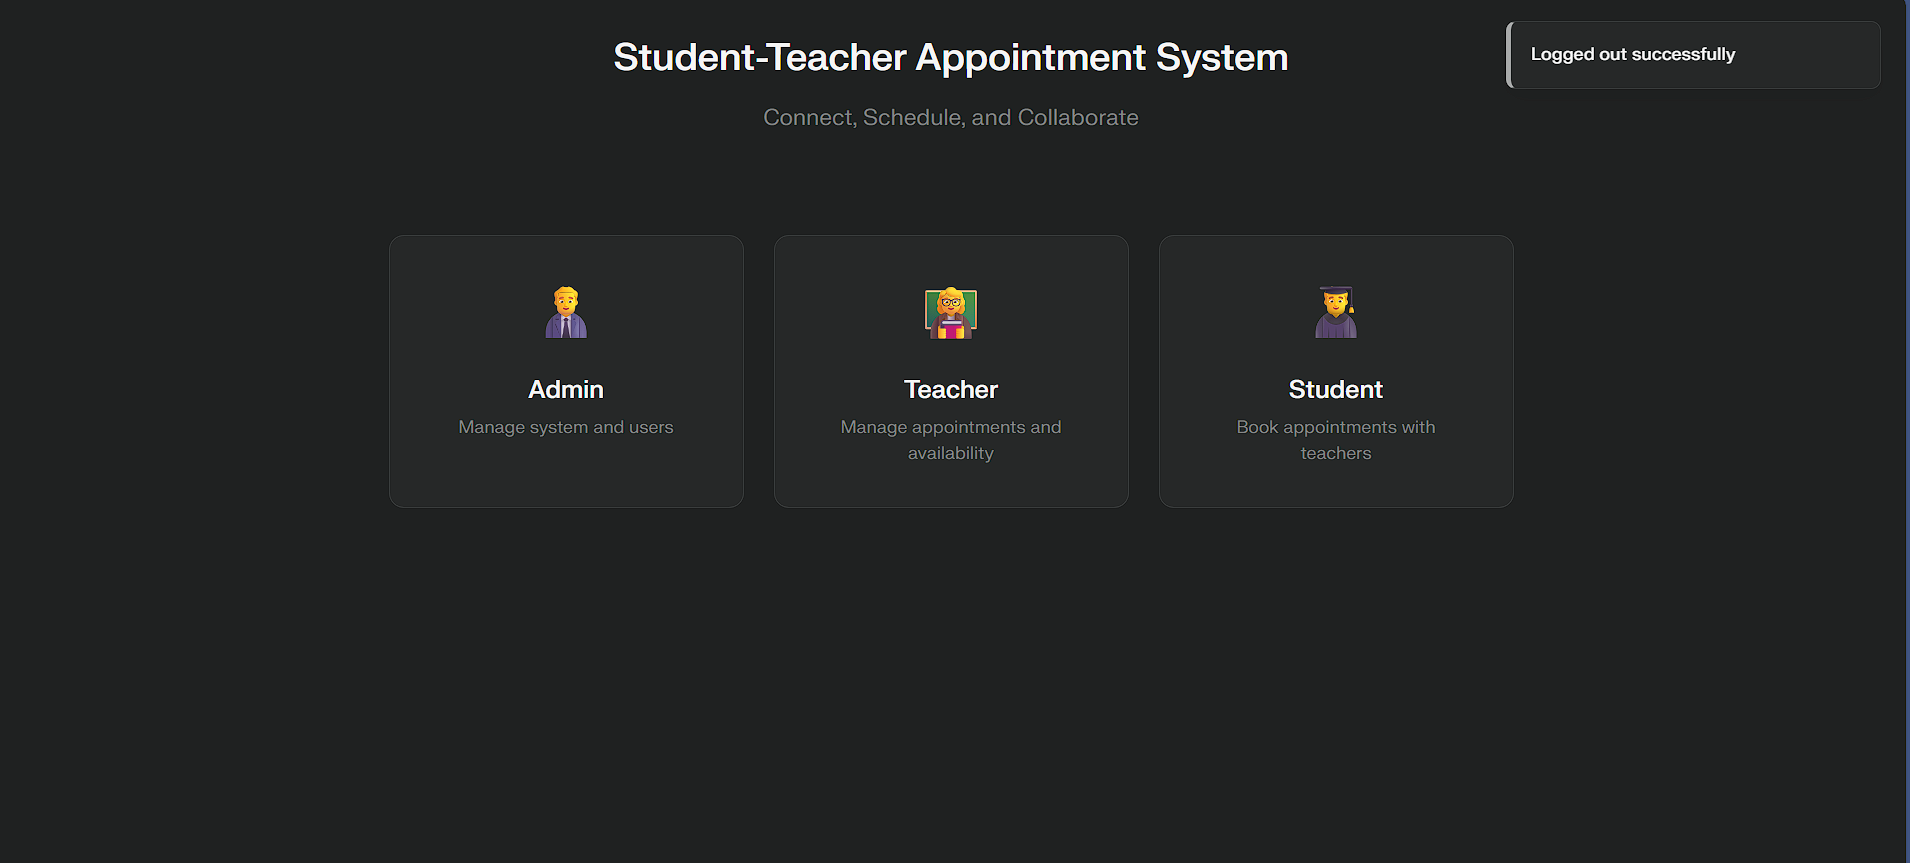 Student-Teacher Appointment System
Logged out successfully
Connect, Schedule, and Collaborate
Admin
Manage system and users
Teacher
Manage appointments and
availability
Student
Book appointments with
teachers